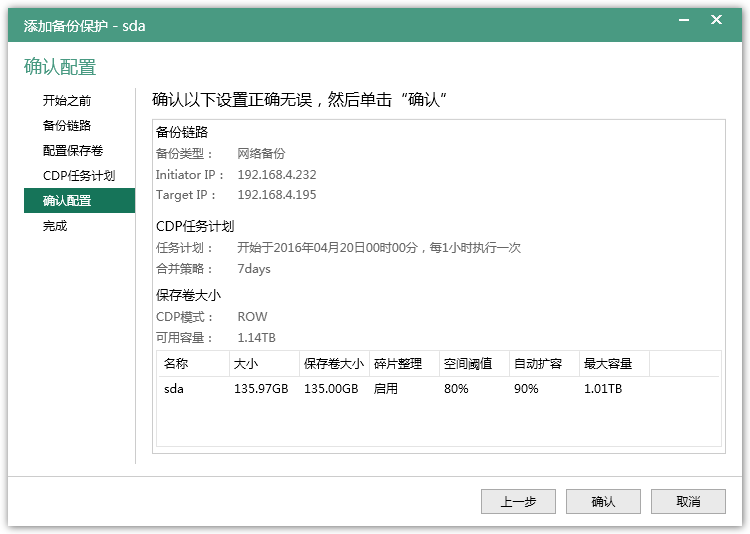 添加备份保护 - sda
确认配置
开始之前
备份链路
配置保存卷
CDP任务计划
确认配置
完成
确认以下设置正确无误，然后单击“确认”
备份链路
备份类型： 网络备份
Initiator IP： 192.168.4.232
Target IP： 192.168.4.195
CDP任务计划
任务计划： 开始于2016年04月20日00时00分，每1小时执行一次
合并策略： 7days
保存卷大小
CDP模式： ROW
可用容量： 1.14TB
名称 大小 保存卷大小 碎片整理 空间阈值 自动扩容 最大容量
sda 135.97GB 135.00GB 启用 80% 90% 1.01TB
上一步 确认 取消